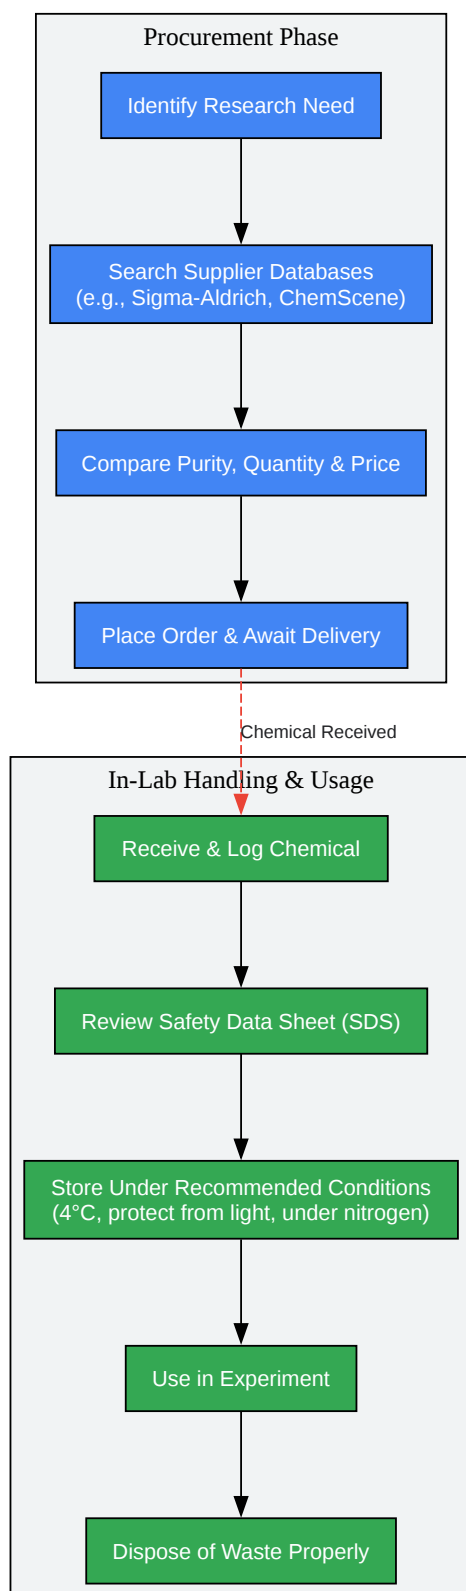 Procurement Phase
Identify Research Need
Search Supplier Databases
(e.g., Sigma-Aldrich, ChemScene)
Compare Purity, Quantity & Price
Place Order & Await Delivery
Chemical Received
In-Lab Handling & Usage
Receive & Log Chemical
Review Safety Data Sheet (SDS)
Store Under Recommended Conditions
(4°C, protect from light, under nitrogen)
Use in Experiment
Dispose of Waste Properly